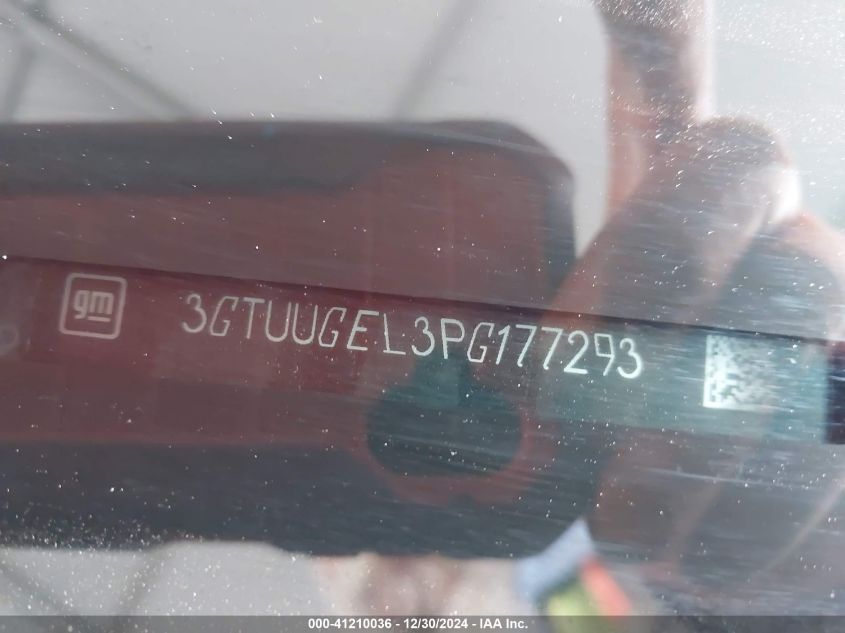 gm 3GTUUGEL3PG177293
000-41210036 - 12/30/2024 - IAA Inc.